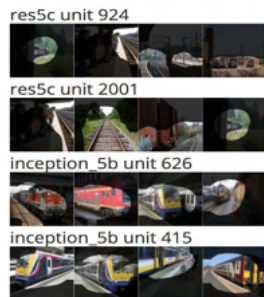 res5c unit 924
res5c unit 2001
inception_5b unit 626
inception_5b unit 415